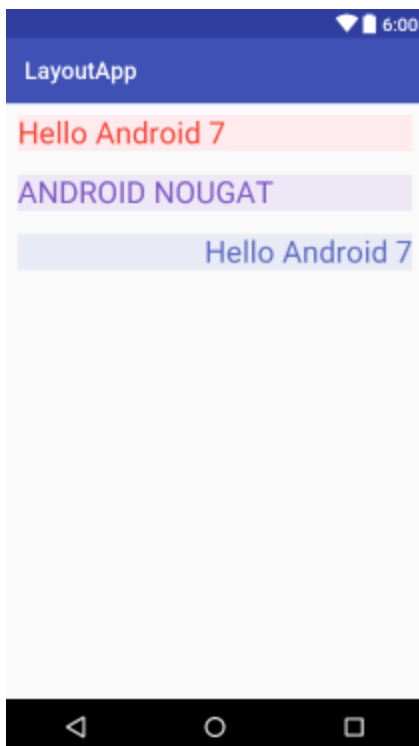 6:00
LayoutApp
Hello Android 7
ANDROID NOUGAT
Hello Android 7